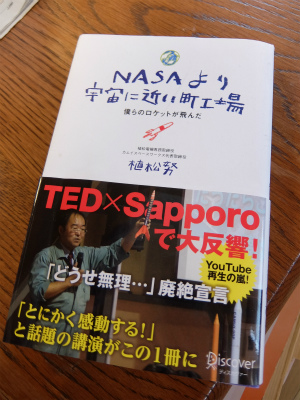 NASAより
宇宙に近い町工場
僕らのロケットが飛んだ
植松努
TED×Sapporo
で大反響!
YouTube
再生の嵐!
「どうせ無理…」廃絶宣言
「とにかく感動する!」
と話題の講演がこの1冊に
Discover